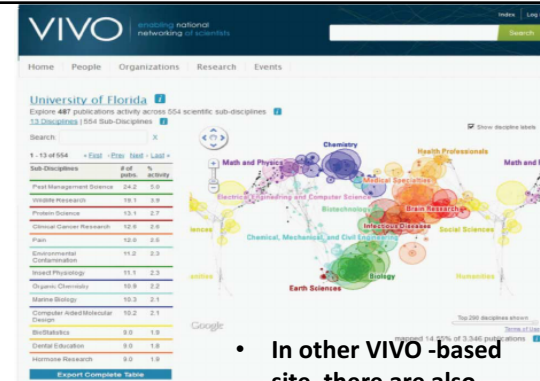 VIVO
enabling national
networking of scientists
Index Log
Search
Home People Organizations Research Events
University of Florida
Explore 487 publications activity across 554 scientific sub-disciplines
13 Disciplines | 554 Sub-Disciplines
Search X
Show discipline labels
1 - 13 of 554 First Prev Next Last
Sub-Disciplines # of pubs. % activity
Pest Management Science 24.2 5.0
Wildlife Research 19.1 3.9
Protein Science 13.1 2.7
Clinical Cancer Research 12.6 2.6
Pain 12.0 2.5
Environmental Contamination 11.2 2.3
Insect Physiology 11.1 2.3
Organic Chemistry 10.9 2.2
Marine Biology 10.3 2.1
Computer Aided Molecular Design 10.2 2.1
BioStatistics 9.0 1.8
Dental Education 9.0 1.8
Hormone Research 9.0 1.8
Export Complete Table
Chemistry
Health Professionals
Math and Physics
Math and
Medical Specialties
Electrical Engineering and Computer Science
Biotechnology
Brain Research
Infectious Diseases
Social Sciences
Chemical, Mechanical, and Civil Engineering
Biology
Humanities
Earth Sciences
Google
Top 290 disciplines shown
Terms of Use
mapped 14.55% of 3,346 publications
• In other VIVO -based
site, there are also